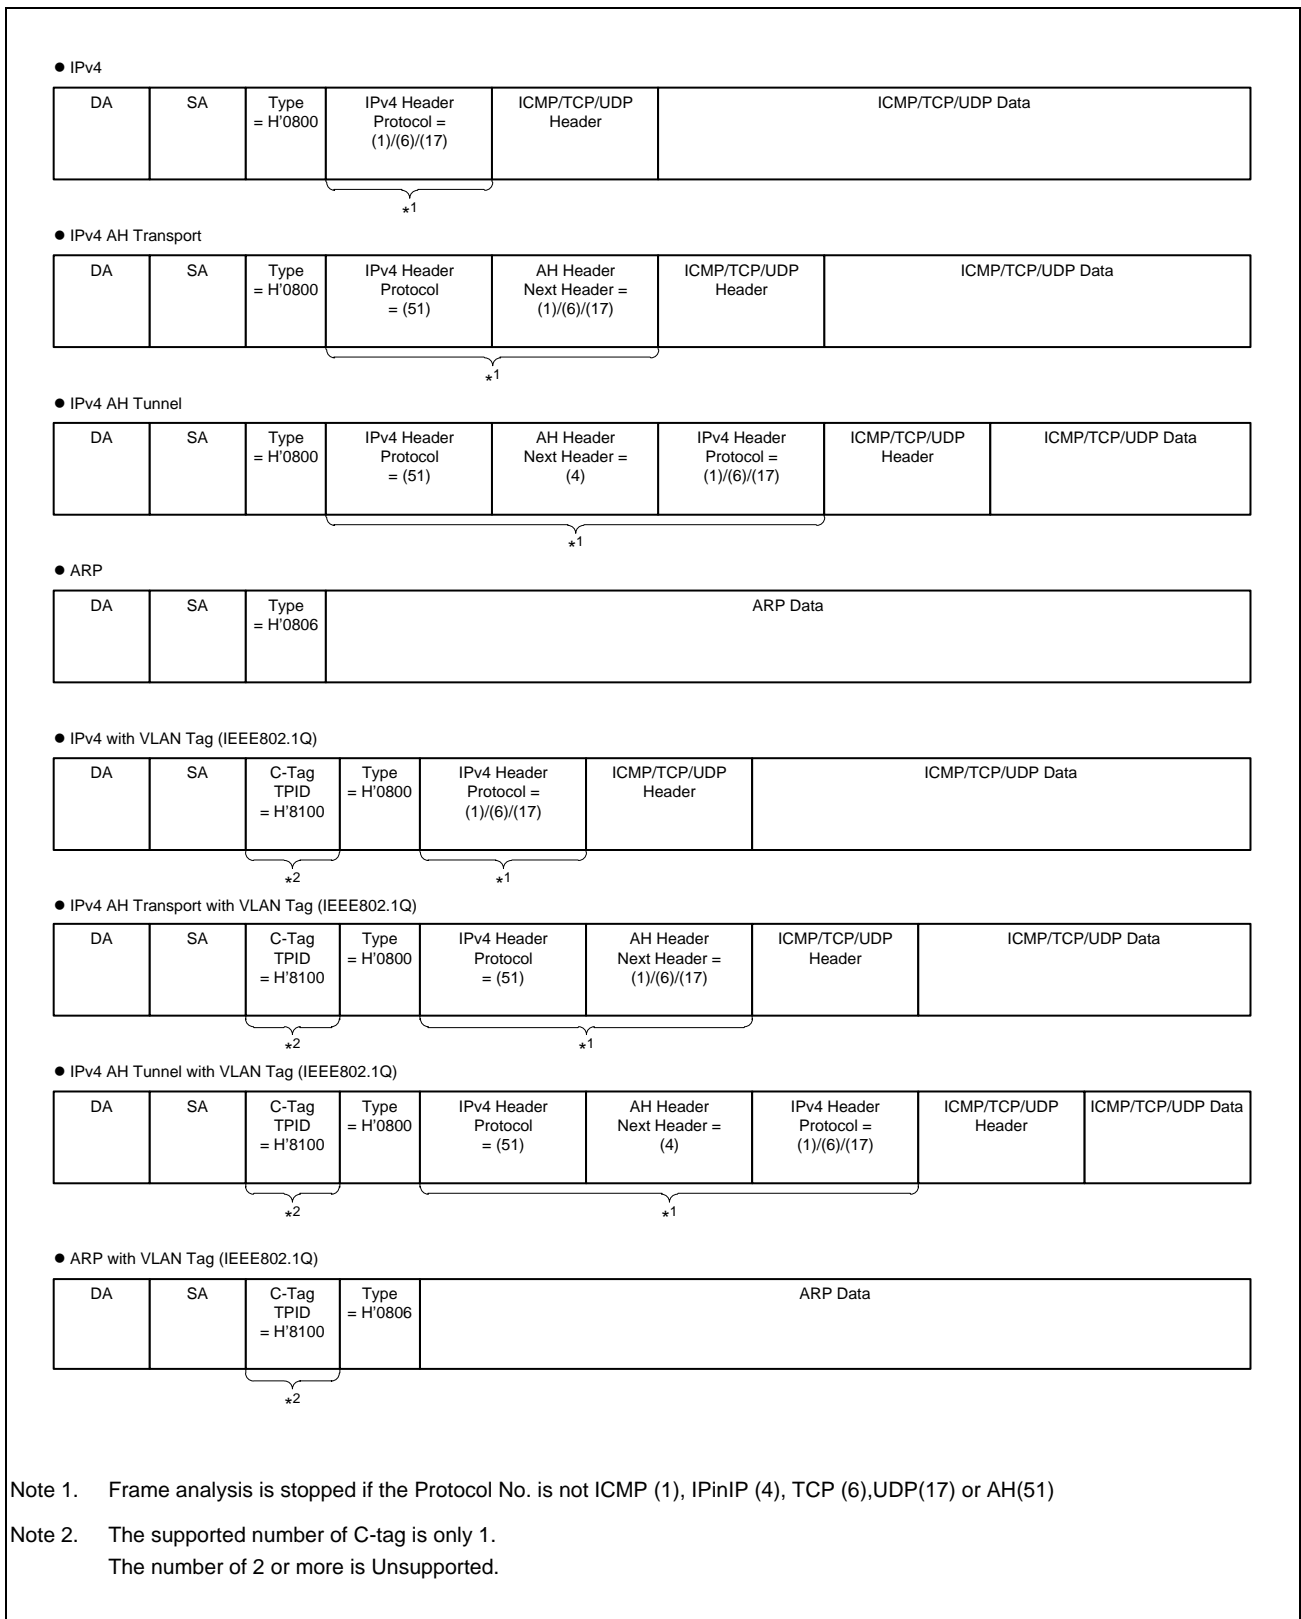 ● IPv4
DA SA Type IPv4 Header ICMP/TCP/UDP ICMP/TCP/UDP Data
= H'0800 Protocol = Header
(1)/(6)/(17)
*1
● IPv4 AH Transport
DA SA Type IPv4 Header AH Header ICMP/TCP/UDP ICMP/TCP/UDP Data
= H'0800 Protocol Next Header = Header
= (51) (1)/(6)/(17)
*1
● IPv4 AH Tunnel
DA SA Type IPv4 Header AH Header IPv4 Header ICMP/TCP/UDP ICMP/TCP/UDP Data
= H'0800 Protocol Next Header = Protocol = Header
= (51) (4) (1)/(6)/(17)
*1
● ARP
DA SA Type ARP Data
= H'0806
● IPv4 with VLAN Tag (IEEE802.1Q)
DA SA C-Tag Type IPv4 Header ICMP/TCP/UDP ICMP/TCP/UDP Data
TPID = H'0800 Protocol = Header
= H'8100 (1)/(6)/(17)
*2 *1
● IPv4 AH Transport with VLAN Tag (IEEE802.1Q)
DA SA C-Tag Type IPv4 Header AH Header ICMP/TCP/UDP ICMP/TCP/UDP Data
TPID = H'0800 Protocol Next Header = Header
= H'8100 = (51) (1)/(6)/(17)
*2 *1
● IPv4 AH Tunnel with VLAN Tag (IEEE802.1Q)
DA SA C-Tag Type IPv4 Header AH Header IPv4 Header ICMP/TCP/UDP ICMP/TCP/UDP Data
TPID = H'0800 Protocol Next Header = Protocol = Header
= H'8100 = (51) (4) (1)/(6)/(17)
*2 *1
● ARP with VLAN Tag (IEEE802.1Q)
DA SA C-Tag Type ARP Data
TPID = H'0806
= H'8100
*2
Note 1. Frame analysis is stopped if the Protocol No. is not ICMP (1), IPinIP (4), TCP (6),UDP(17) or AH(51)
Note 2. The supported number of C-tag is only 1.
The number of 2 or more is Unsupported.